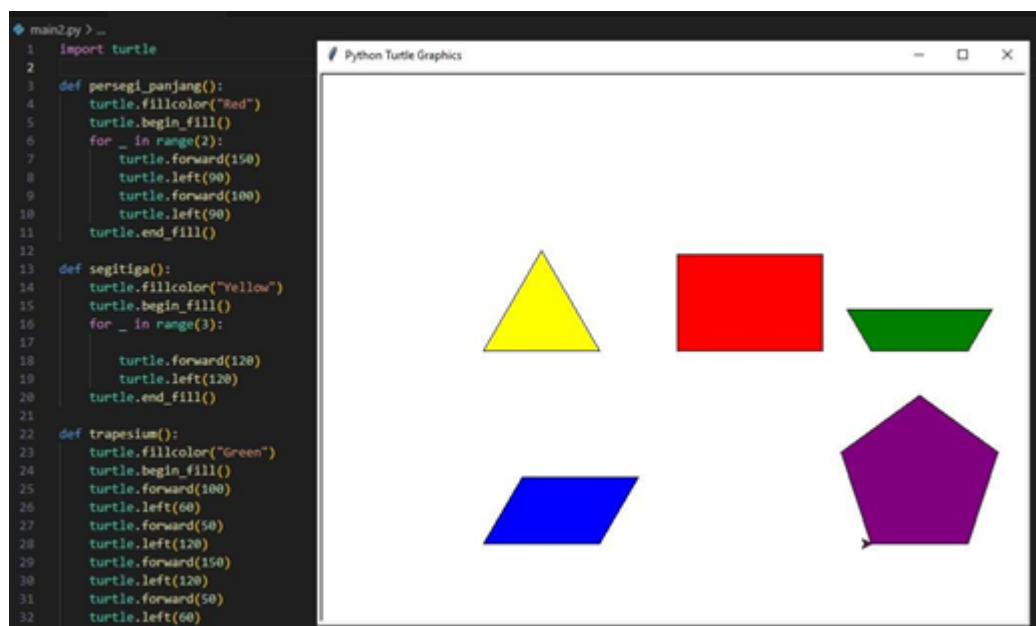 main2.py > ...
1 import turtle
2
3 def persegi_panjang():
4     turtle.fillcolor("Red")
5     turtle.begin_fill()
6     for _ in range(2):
7         turtle.forward(150)
8         turtle.left(90)
9         turtle.forward(100)
10         turtle.left(90)
11     turtle.end_fill()
12
13 def segitiga():
14     turtle.fillcolor("Yellow")
15     turtle.begin_fill()
16     for _ in range(3):
17
18         turtle.forward(120)
19         turtle.left(120)
20     turtle.end_fill()
21
22 def trapesium():
23     turtle.fillcolor("Green")
24     turtle.begin_fill()
25     turtle.forward(100)
26     turtle.left(60)
27     turtle.forward(50)
28     turtle.left(120)
29     turtle.forward(150)
30     turtle.left(120)
31     turtle.forward(50)
32     turtle.left(60)
Python Turtle Graphics